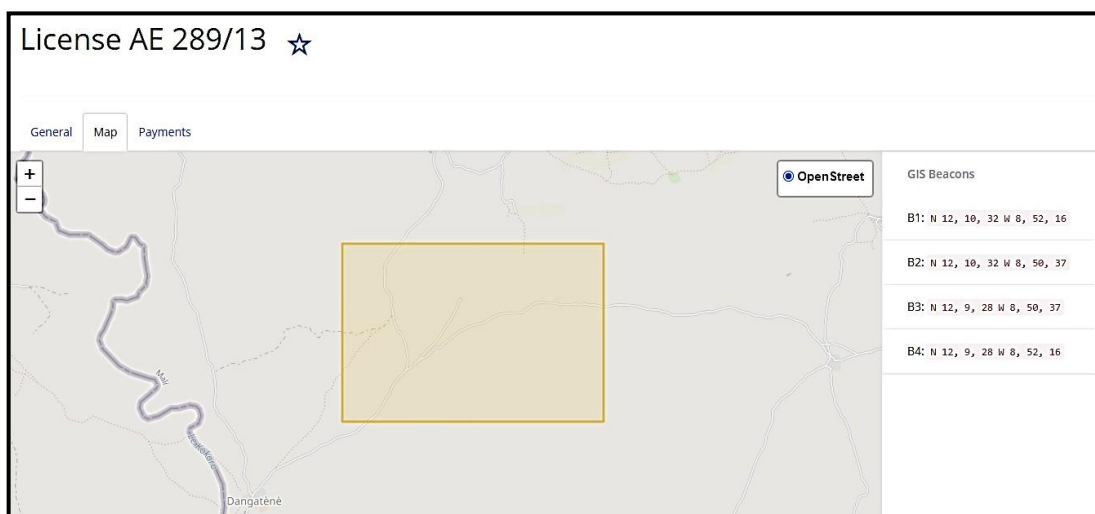 License AE 289/13
General Map Payments
+
−
OpenStreet
GIS Beacons
B1: N 12, 10, 32 W 8, 52, 16
B2: N 12, 10, 32 W 8, 50, 37
B3: N 12, 9, 28 W 8, 50, 37
B4: N 12, 9, 28 W 8, 52, 16
Mali
Dangatènè